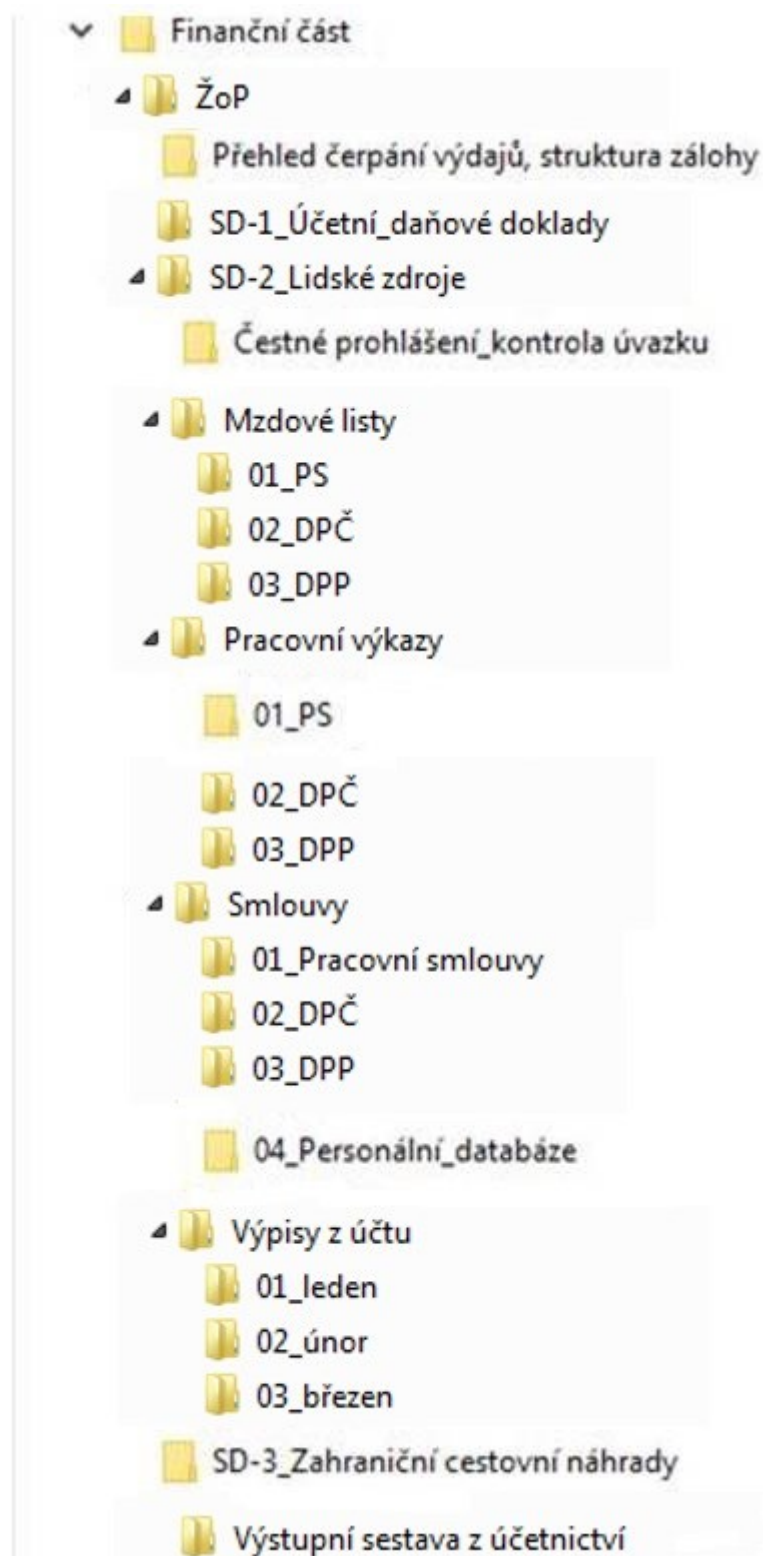 Finanční část
ŽoP
Přehled čerpání výdajů, struktura zálohy
SD-1_Účetní_daňové doklady
SD-2_Lidské zdroje
Čestné prohlášení_kontrola úvazku
Mzdové listy
01_PS
02_DPČ
03_DPP
Pracovní výkazy
01_PS
02_DPČ
03_DPP
Smlouvy
01_Pracovní smlouvy
02_DPČ
03_DPP
04_Personální_databáze
Výpisy z účtu
01_leden
02_únor
03_březen
SD-3_Zahraniční cestovní náhrady
Výstupní sestava z účetnictví